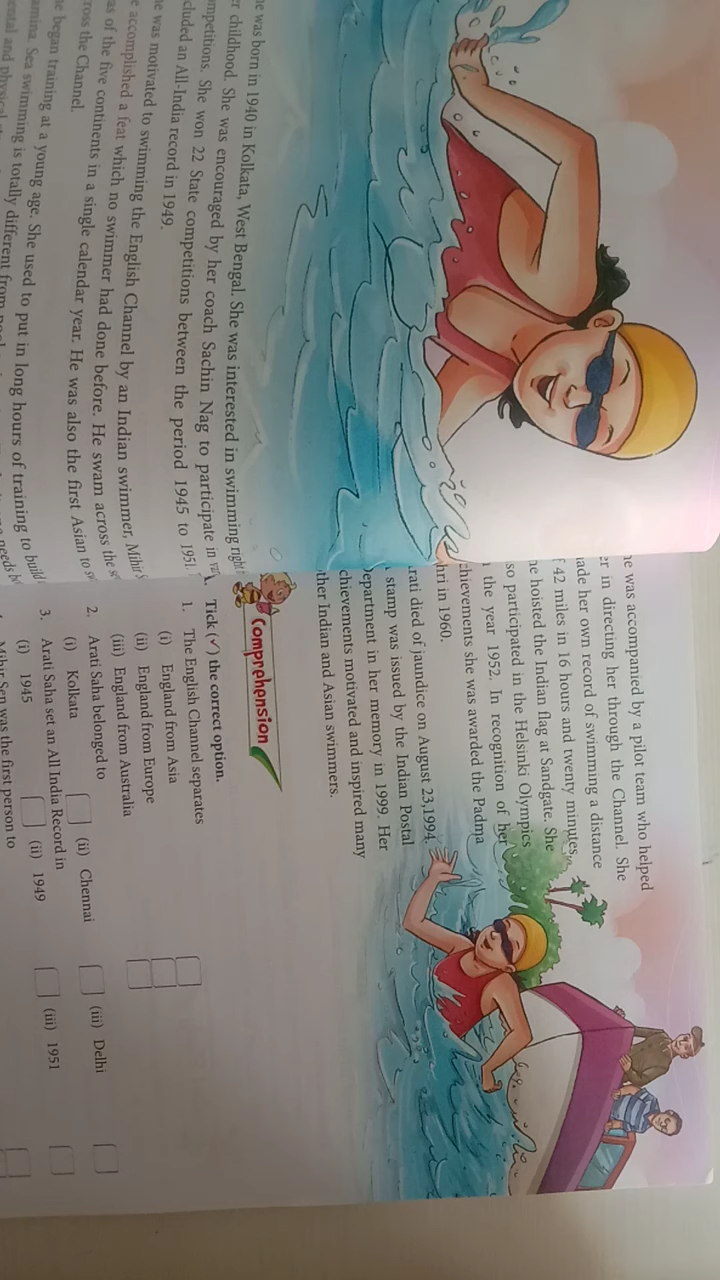 was born in 1940 in Kolkata, West Bengal. She was interested in swimming right
childhood. She was encouraged by her coach Sachin Nag to participate in
She won 22 State competitions between the period 1945 to 1951.
an All-India record in 1949.
was motivated to swimming the English Channel by an Indian swimmer, Mihir
accomplished a feat which no swimmer had done before. He swam across the
of the five continents in a single calendar year. He was also the first Asian to
the Channel.
began training at a young age. She used to put in long hours of training to build
Sea swimming is totally different from
and physical
needs
he was accompanied by a pilot team who helped
er in directing her through the Channel. She
ade her own record of swimming a distance
42 miles in 16 hours and twenty minutes.
he hoisted the Indian flag at Sandgate. She
so participated in the Helsinki Olympics
the year 1952. In recognition of her
chievements she was awarded the Padma
hri in 1960.
rati died of jaundice on August 23,1994.
stamp was issued by the Indian Postal
epartment in her memory in 1999. Her
chievements motivated and inspired many
ther Indian and Asian swimmers.
Comprehension
Tick (✓) the correct option.
1. The English Channel separates
(i) England from Asia
(ii) England from Europe
(iii) England from Australia
2. Arati Saha belonged to
(i) Kolkata (ii) Chennai (iii) Delhi
3. Arati Saha set an All India Record in
(i) 1945 (ii) 1949 (iii) 1951
Mihir Sen was the first person to